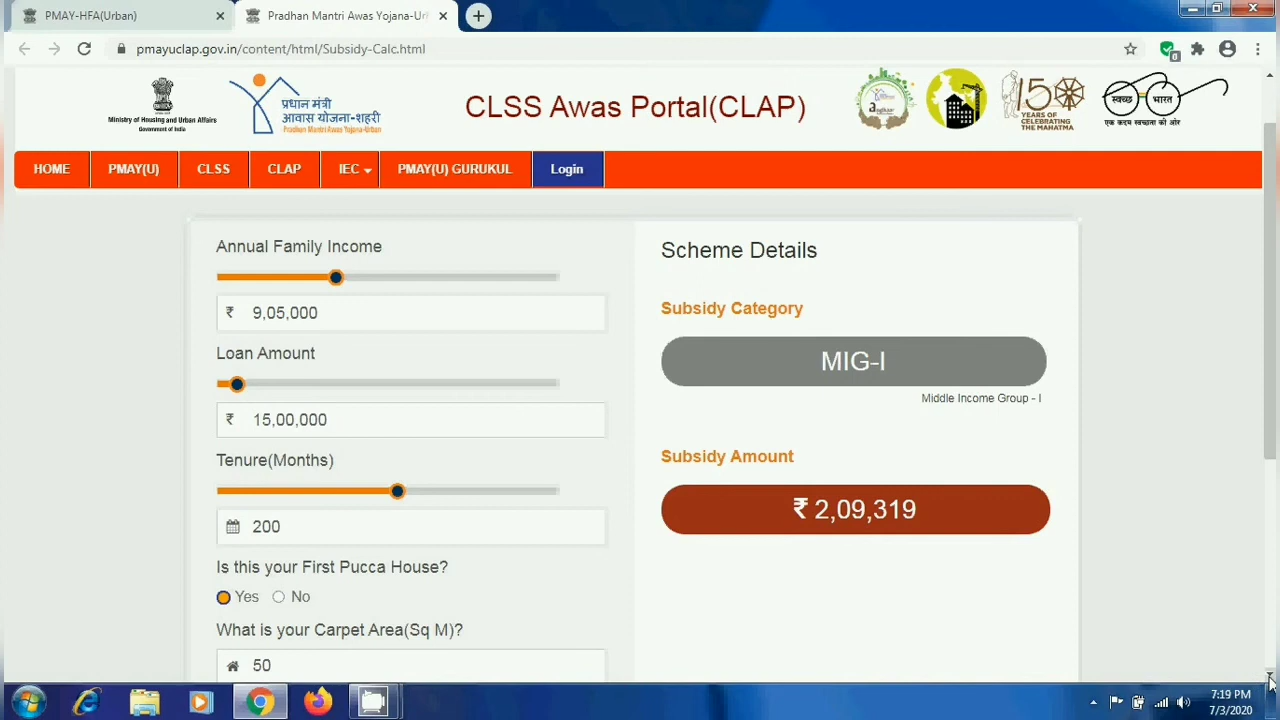 PMAY-HFA(Urban)
Pradhan Mantri Awas Yojana-Ur
pmayuclap.gov.in/content/html/Subsidy-Calc.html
0
Ministry of Housing and Urban Affairs
Government of India
प्रधान मंत्री
आवास योजना-शहरी
Pradhan Mantri Awas Yojana-Urban
CLSS Awas Portal(CLAP)
150
YEARS OF
CELEBRATING
THE MAHATMA
स्वच्छ भारत
एक कदम स्वच्छता की ओर
HOME PMAY(U) CLSS CLAP IEC PMAY(U) GURUKUL Login
Annual Family Income
₹ 9,05,000
Loan Amount
₹ 15,00,000
Tenure(Months)
200
Is this your First Pucca House?
Yes No
What is your Carpet Area(Sq M)?
50
Scheme Details
Subsidy Category
MIG-I
Middle Income Group - I
Subsidy Amount
₹ 2,09,319
7:19 PM
7/3/2020